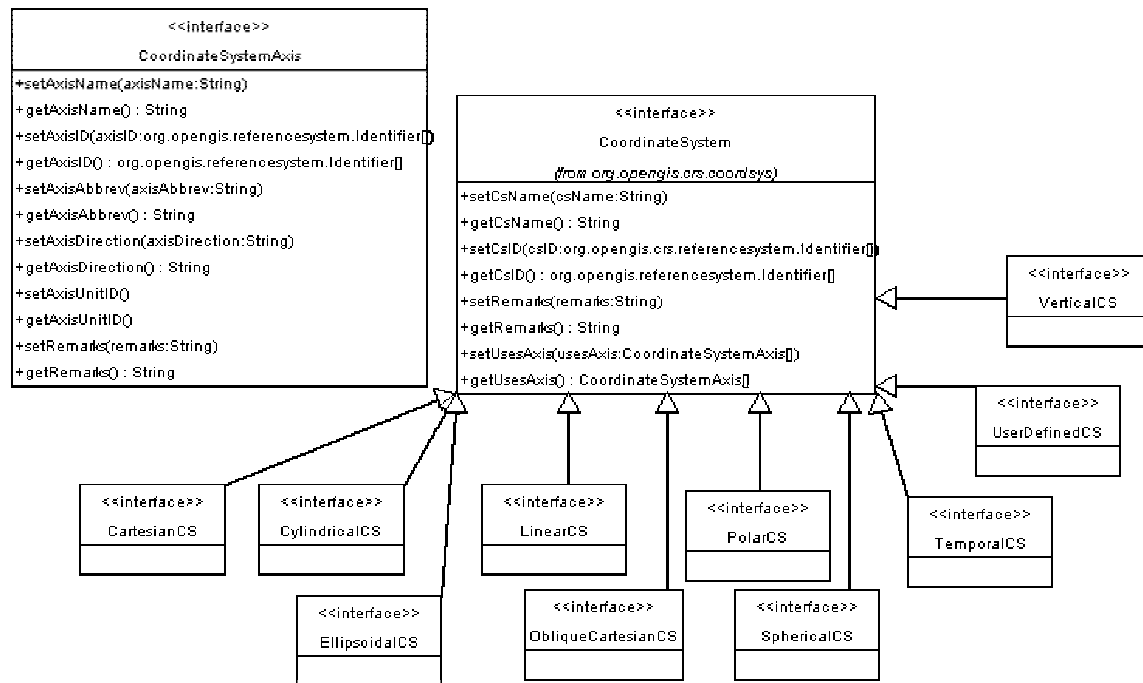 <<interface>>
CoordinateSystemAxis
+setAxisName(axisName:String)
+getAxisName() : String
+setAxisID(axisID:org.opengis.referencesystem.Identifier[])
+getAxisID() : org.opengis.referencesystem.Identifier[]
+setAxisAbbrev(axisAbbrev:String)
+getAxisAbbrev() : String
+setAxisDirection(axisDirection:String)
+getAxisDirection() : String
+setAxisUnitID()
+getAxisUnitID()
+setRemarks(remarks:String)
+getRemarks() : String
<<interface>>
CoordinateSystem
(from org.opengis.crs.coordsys)
+setCsName(csName:String)
+getCsName() : String
+setCsID(csID:org.opengis.crs.referencesystem.Identifier[])
+getCsID() : org.opengis.referencesystem.Identifier[]
+setRemarks(remarks:String)
+getRemarks() : String
+setUsesAxis(usesAxis:CoordinateSystemAxis[])
+getUsesAxis() : CoordinateSystemAxis[]
<<interface>>
VerticalCS
<<interface>>
UserDefinedCS
<<interface>>
CartesianCS
<<interface>>
CylindricalCS
<<interface>>
LinearCS
<<interface>>
PolarCS
<<interface>>
TemporalCS
<<interface>>
EllipsoidalCS
<<interface>>
ObliqueCartesianCS
<<interface>>
SphericalCS